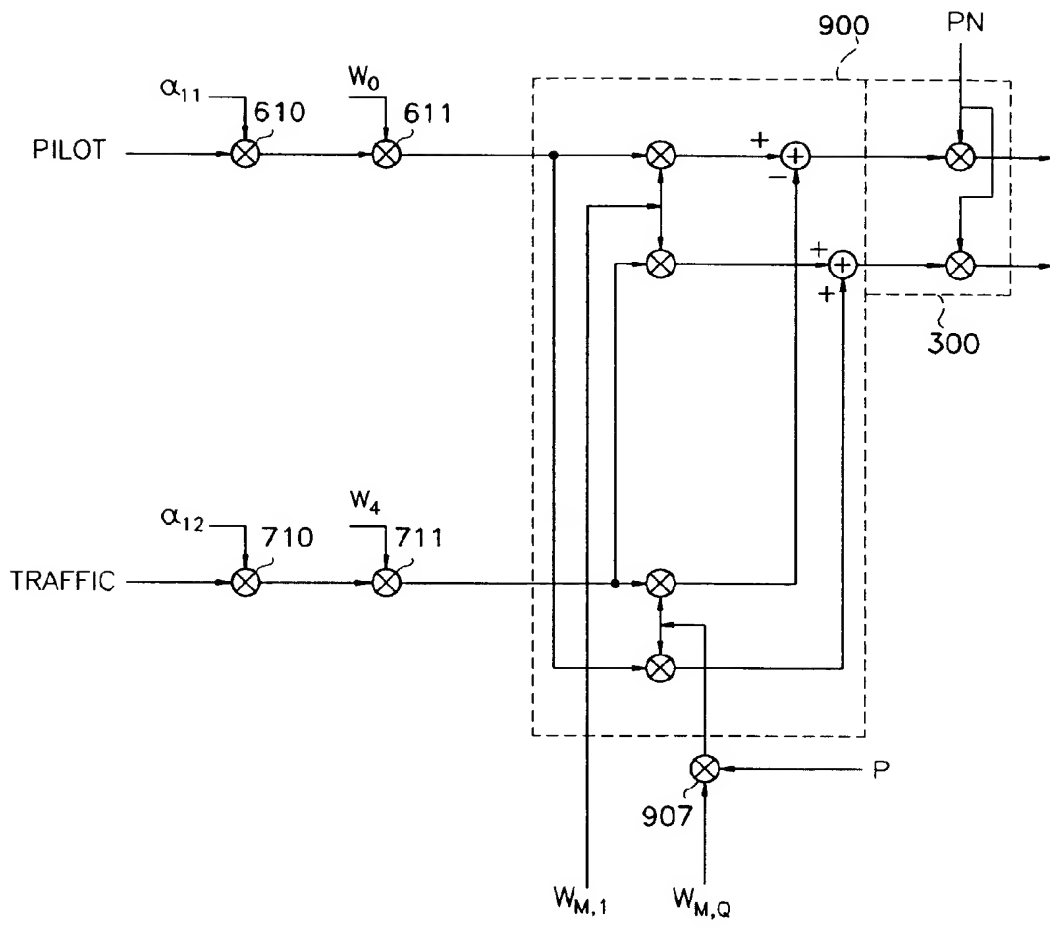 900
PN
α11
W0
610
611
PILOT
+
−
+
+
300
α12
W4
710
711
TRAFFIC
P
907
WM,1
WM,Q